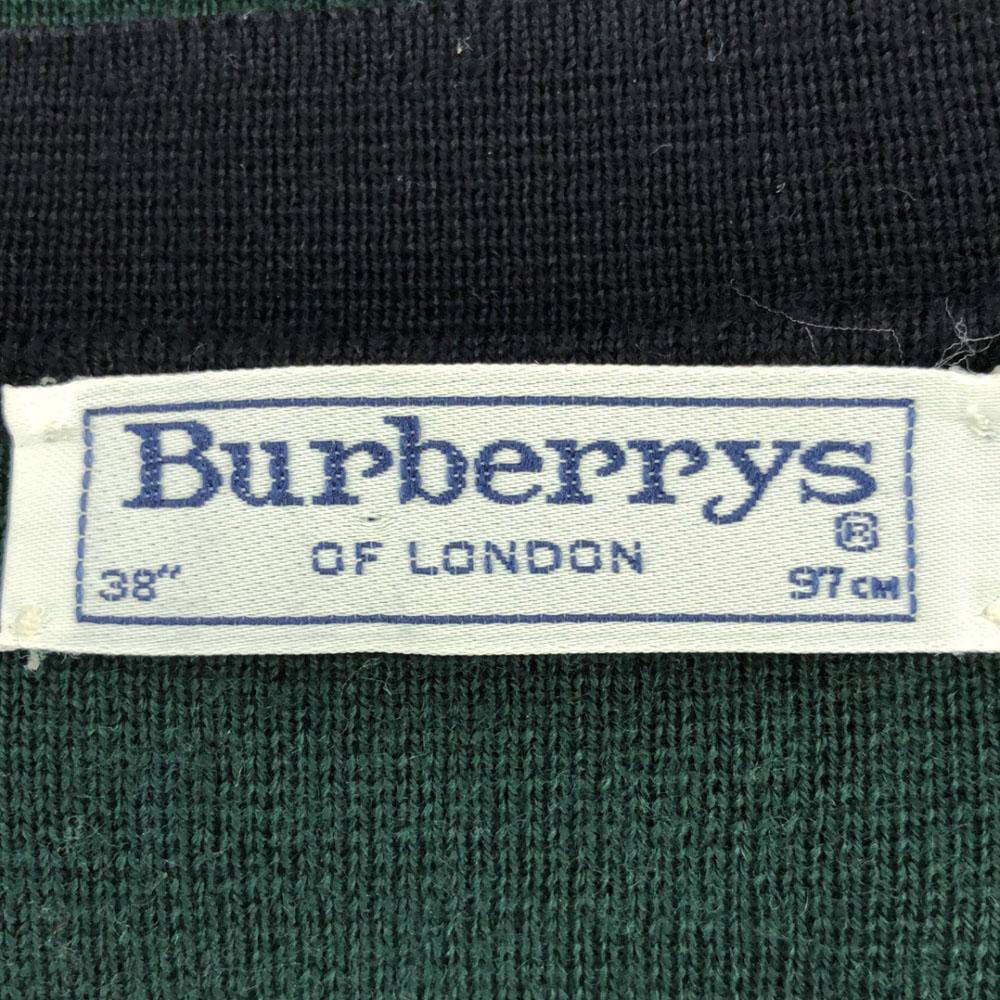 Burberrys
®
OF LONDON
38" 97 CM